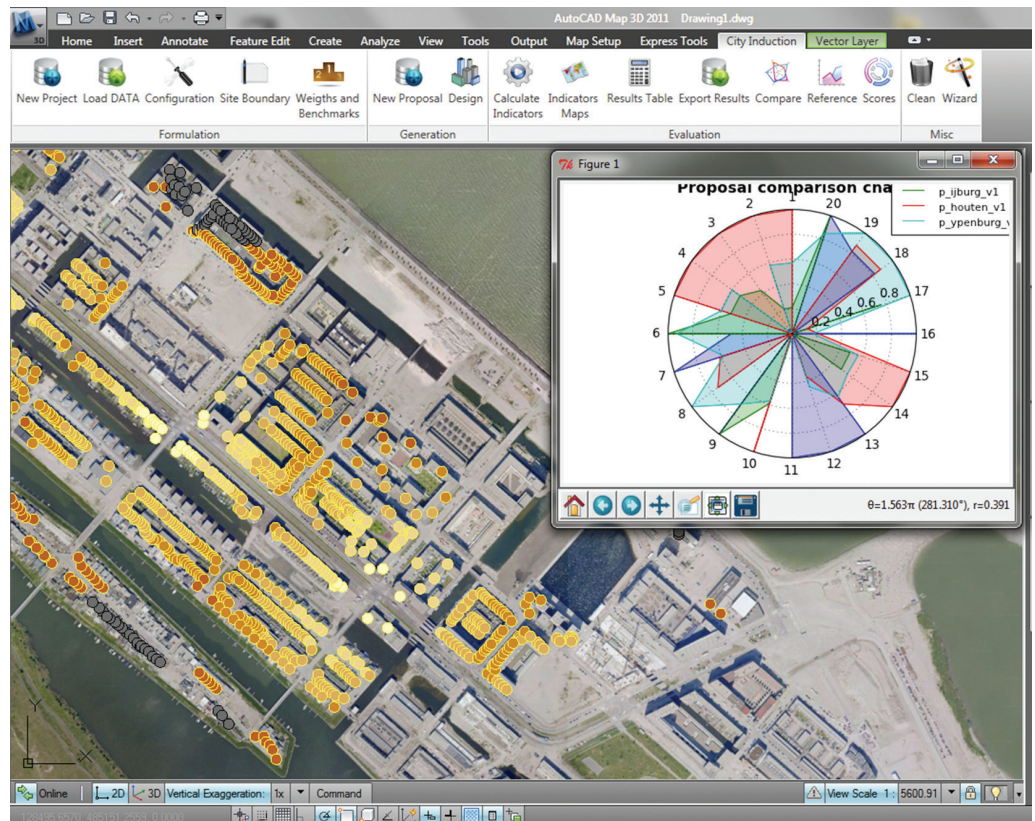 AutoCAD Map 3D 2011 Drawing1.dwg
3D
Home Insert Annotate Feature Edit Create Analyze View Tools Output Map Setup Express Tools City Induction Vector Layer
New Project Load DATA Configuration Site Boundary Weigths and Benchmarks
Formulation
New Proposal Design
Generation
Calculate Indicators Indicators Maps Results Table Export Results Compare Reference Scores
Evaluation
Clean Wizard
Misc
Figure 1
Proposal comparison cha
p_ijburg_v1
p_houten_v1
p_ypenburg_v
1
2
3
4
5
6
7
8
9
10
11
12
13
14
15
16
17
18
19
20
0.2 0.4 0.6 0.8
θ=1.563π (281.310°), r=0.391
Y
X
Online 2D 3D Vertical Exaggeration: 1x Command View Scale 1 : 5600.91